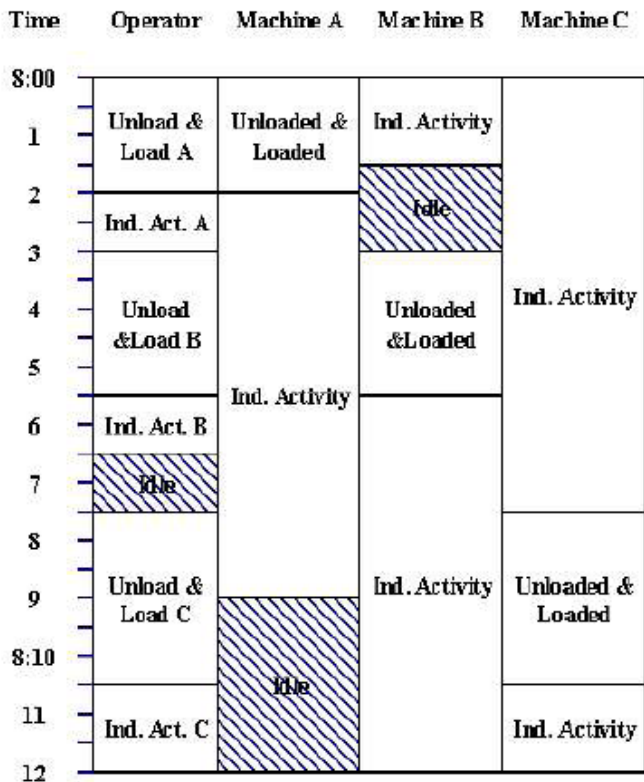 Time Operator Machine A Machine B Machine C
8:00
Unload &
Load A
Unloaded &
Loaded
Ind. Activity
1
2
Idle
Ind. Act. A
3
Unload
&Load B
Unloaded
&Loaded
Ind. Activity
4
5
Ind. Activity
Ind. Act. B
6
Idle
7
8
Unload &
Load C
Ind. Activity
Unloaded &
Loaded
9
8:10
Idle
Ind. Act. C
Ind. Activity
11
12